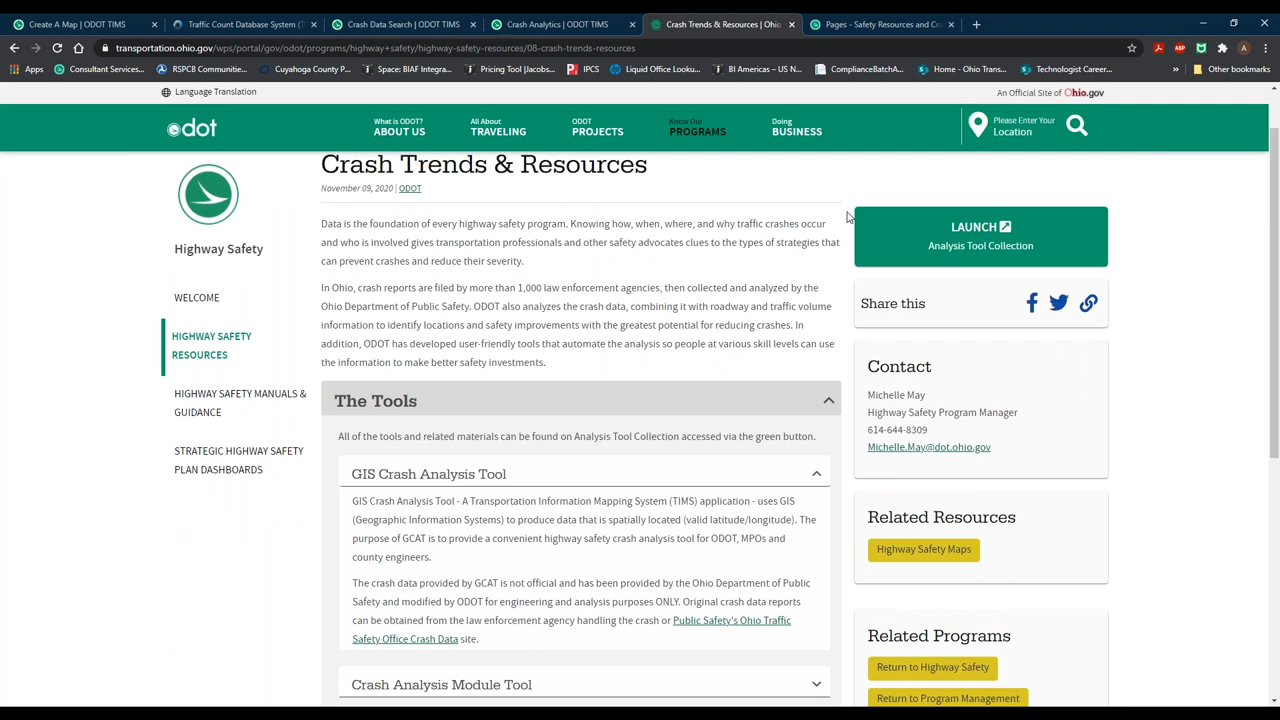 Create A Map | ODOT TIMS
Traffic Count Database System (T
Crash Data Search | ODOT TIMS
Crash Analytics | ODOT TIMS
Crash Trends & Resources | Ohio
Pages - Safety Resources and Cra
transportation.ohio.gov/wps/portal/gov/odot/programs/highway+safety/highway-safety-resources/08-crash-trends-resources
Apps
Consultant Services...
RSPCB Communitie...
Cuyahoga County P...
Space: BIAF Integra...
Pricing Tool |Jacobs...
IPCS
Liquid Office Looku...
BI Americas – US N...
ComplianceBatchA...
Home - Ohio Trans...
Technologist Career...
»
Other bookmarks
Language Translation
An Official Site of Ohio.gov
odot
What is ODOT?
ABOUT US
All About
TRAVELING
ODOT
PROJECTS
Know Our
PROGRAMS
Doing
BUSINESS
Please Enter Your
Location
Highway Safety
WELCOME
HIGHWAY SAFETY
RESOURCES
HIGHWAY SAFETY MANUALS &
GUIDANCE
STRATEGIC HIGHWAY SAFETY
PLAN DASHBOARDS
Crash Trends & Resources
November 09, 2020 | ODOT
Data is the foundation of every highway safety program. Knowing how, when, where, and why traffic crashes occur
and who is involved gives transportation professionals and other safety advocates clues to the types of strategies that
can prevent crashes and reduce their severity.
In Ohio, crash reports are filed by more than 1,000 law enforcement agencies, then collected and analyzed by the
Ohio Department of Public Safety. ODOT also analyzes the crash data, combining it with roadway and traffic volume
information to identify locations and safety improvements with the greatest potential for reducing crashes. In
addition, ODOT has developed user-friendly tools that automate the analysis so people at various skill levels can use
the information to make better safety investments.
The Tools
All of the tools and related materials can be found on Analysis Tool Collection accessed via the green button.
GIS Crash Analysis Tool
GIS Crash Analysis Tool - A Transportation Information Mapping System (TIMS) application - uses GIS
(Geographic Information Systems) to produce data that is spatially located (valid latitude/longitude). The
purpose of GCAT is to provide a convenient highway safety crash analysis tool for ODOT, MPOs and
county engineers.
The crash data provided by GCAT is not official and has been provided by the Ohio Department of Public
Safety and modified by ODOT for engineering and analysis purposes ONLY. Original crash data reports
can be obtained from the law enforcement agency handling the crash or Public Safety's Ohio Traffic
Safety Office Crash Data site.
Crash Analysis Module Tool
LAUNCH
Analysis Tool Collection
Share this
Contact
Michelle May
Highway Safety Program Manager
614-644-8309
Michelle.May@dot.ohio.gov
Related Resources
Highway Safety Maps
Related Programs
Return to Highway Safety
Return to Program Management